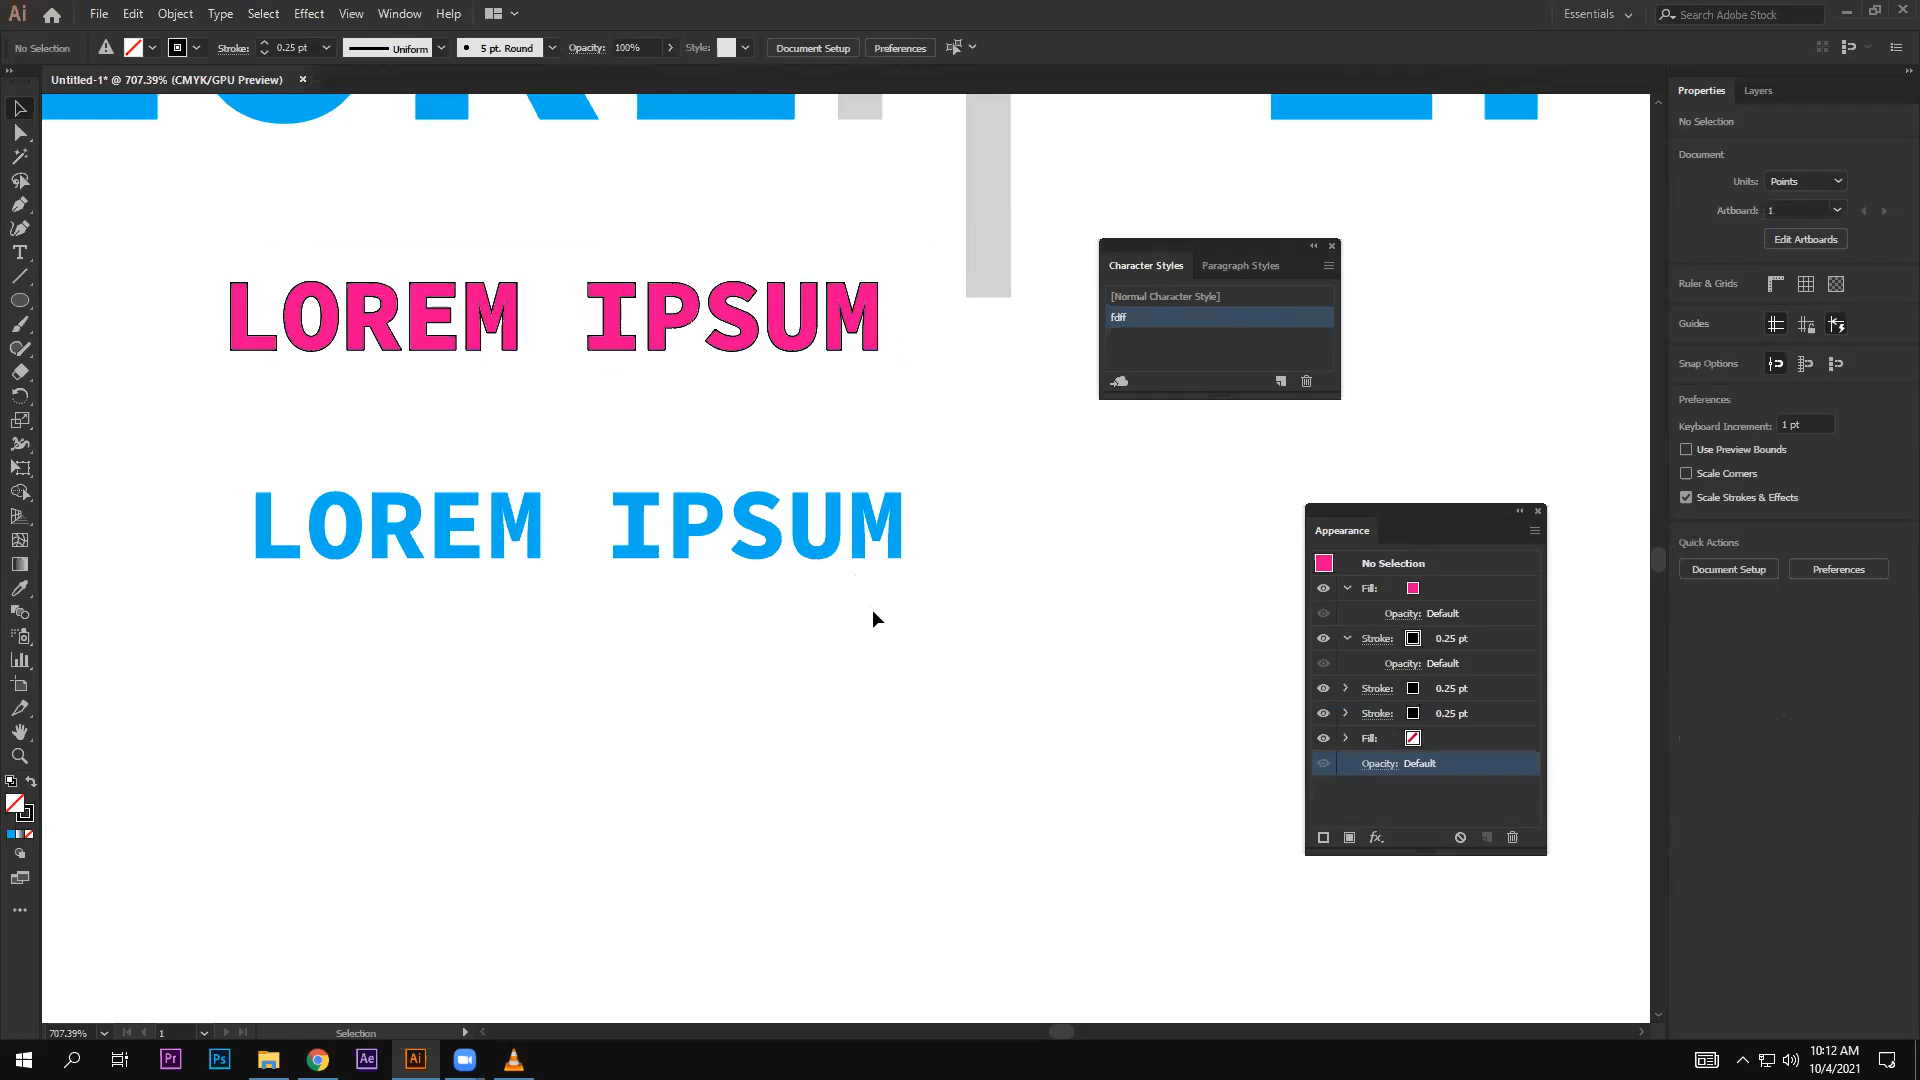 Ai File Edit Object Type Select Effect View Window Help Essentials Search Adobe Stock
No Selection Stroke: 0.25 pt Uniform 5 pt. Round Opacity: 100% Style: Document Setup Preferences
Untitled-1* @ 707.39% (CMYK/GPU Preview)
LOREM IPSUM
LOREM IPSUM
Character Styles Paragraph Styles
[Normal Character Style]
fdff
Appearance
No Selection
Fill:
Opacity: Default
Stroke: 0.25 pt
Opacity: Default
Stroke: 0.25 pt
Stroke: 0.25 pt
Fill:
Opacity: Default
fx.
Properties Layers
No Selection
Document
Units: Points
Artboard: 1
Edit Artboards
Ruler & Grids
Guides
Snap Options
Preferences
Keyboard Increment: 1 pt
Use Preview Bounds
Scale Corners
Scale Strokes & Effects
Quick Actions
Document Setup Preferences
707.39% 1 Selection
Pr Ps Ae Ai
10:12 AM
10/4/2021